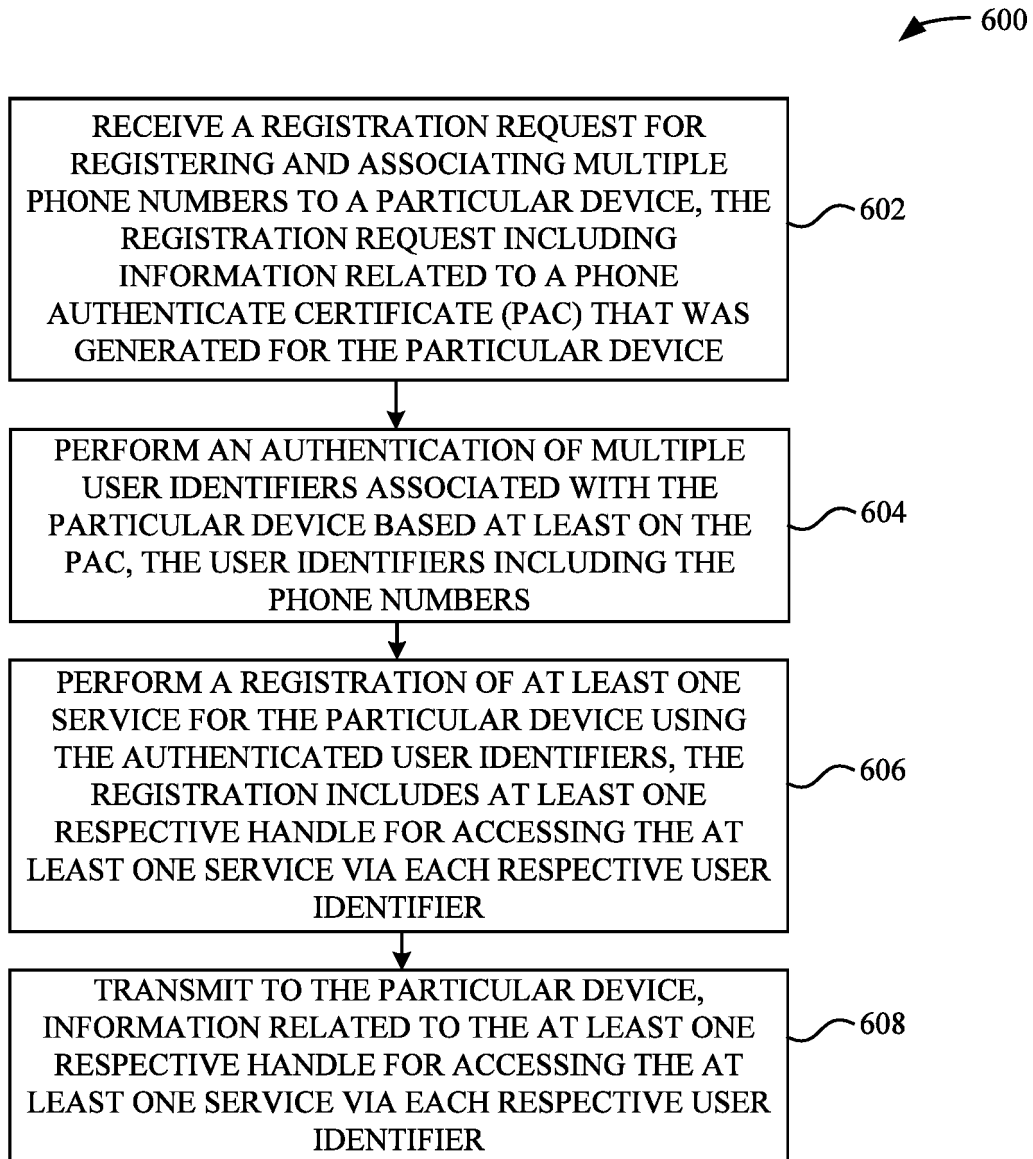 600
RECEIVE A REGISTRATION REQUEST FOR
REGISTERING AND ASSOCIATING MULTIPLE
PHONE NUMBERS TO A PARTICULAR DEVICE, THE
REGISTRATION REQUEST INCLUDING
INFORMATION RELATED TO A PHONE
AUTHENTICATE CERTIFICATE (PAC) THAT WAS
GENERATED FOR THE PARTICULAR DEVICE
602
PERFORM AN AUTHENTICATION OF MULTIPLE
USER IDENTIFIERS ASSOCIATED WITH THE
PARTICULAR DEVICE BASED AT LEAST ON THE
PAC, THE USER IDENTIFIERS INCLUDING THE
PHONE NUMBERS
604
PERFORM A REGISTRATION OF AT LEAST ONE
SERVICE FOR THE PARTICULAR DEVICE USING
THE AUTHENTICATED USER IDENTIFIERS, THE
REGISTRATION INCLUDES AT LEAST ONE
RESPECTIVE HANDLE FOR ACCESSING THE AT
LEAST ONE SERVICE VIA EACH RESPECTIVE USER
IDENTIFIER
606
TRANSMIT TO THE PARTICULAR DEVICE,
INFORMATION RELATED TO THE AT LEAST ONE
RESPECTIVE HANDLE FOR ACCESSING THE AT
LEAST ONE SERVICE VIA EACH RESPECTIVE USER
IDENTIFIER
608